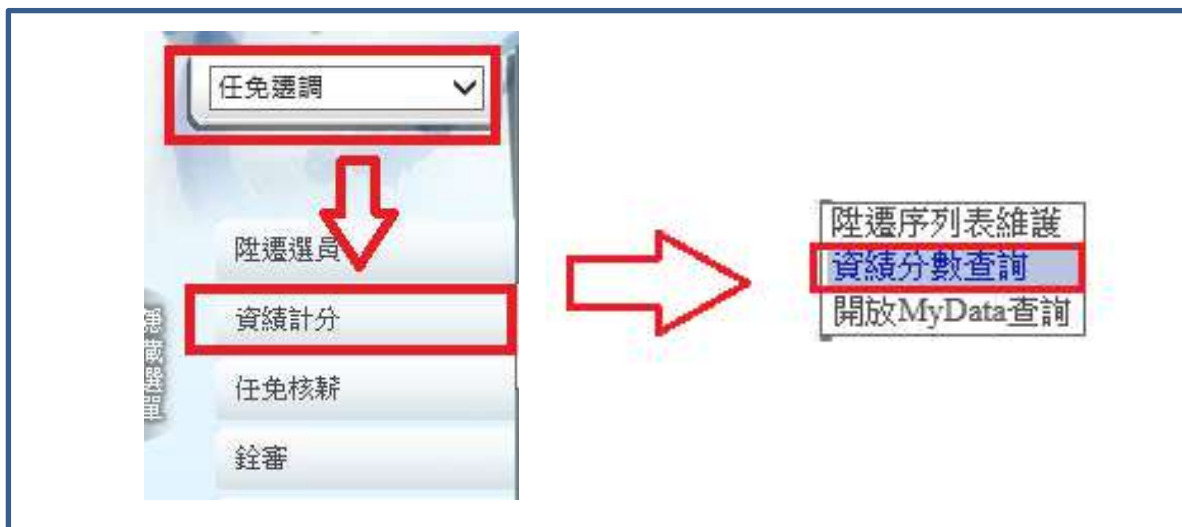 任免遷調
陞遷選員
資績計分
任免核薪
銓審
隱藏選單
陞遷序列表維護
資績分數查詢
開放MyData查詢